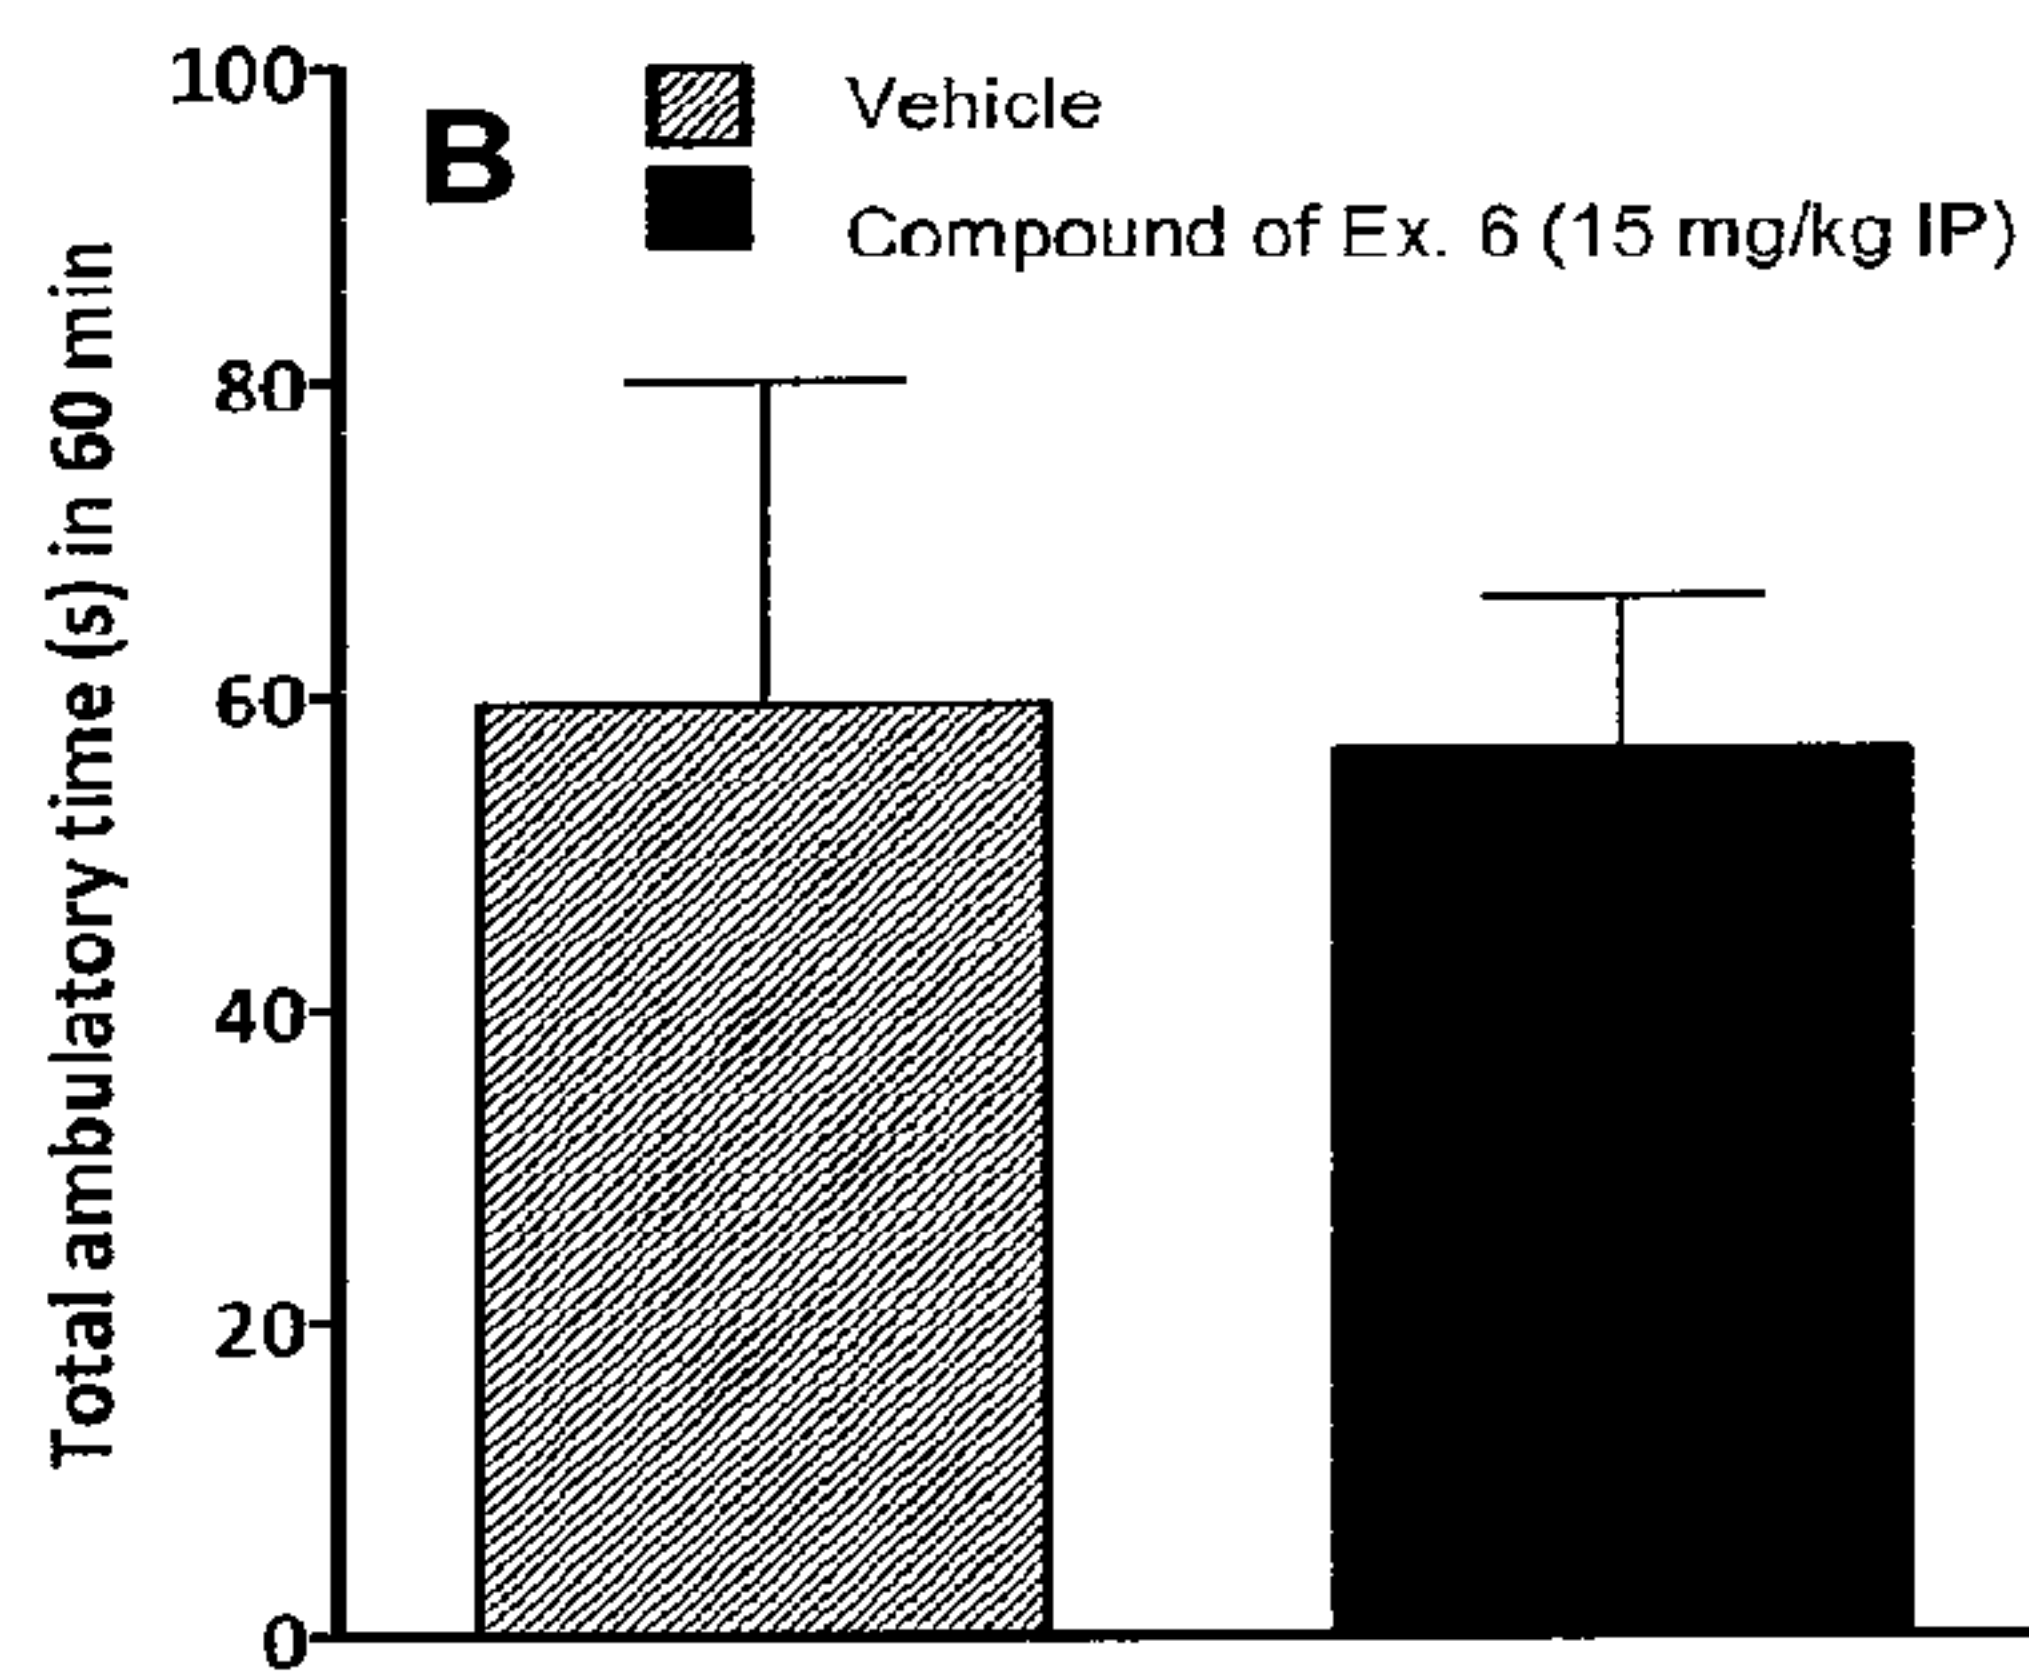 B
Vehicle
Compound of Ex. 6 (15 mg/kg IP)
Total ambulatory time (s) in 60 min
100
80
60
40
20
0